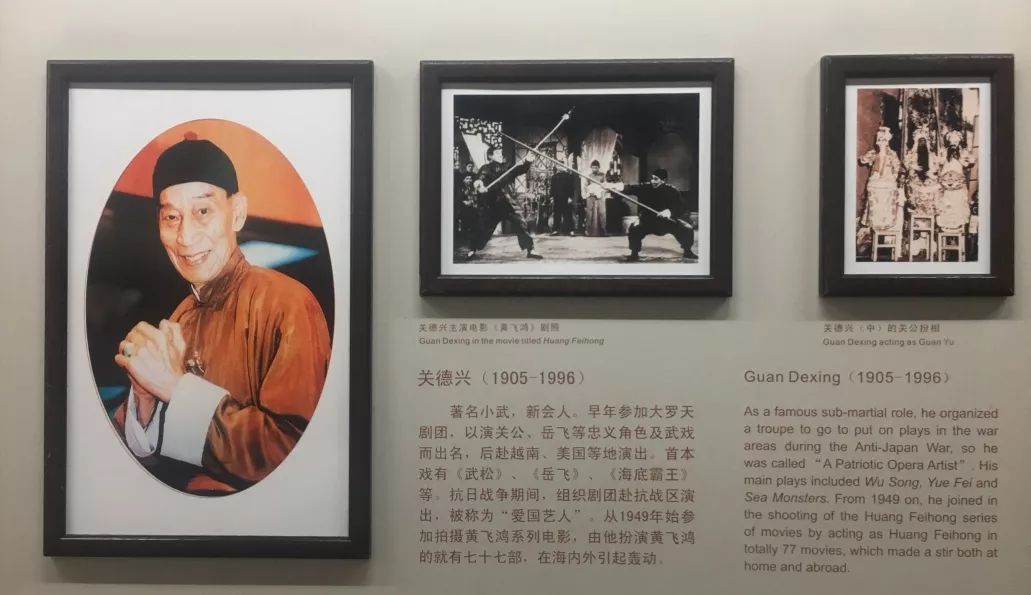 关德兴主演电影《黄飞鸿》剧照
Guan Dexing in the movie titled Huang Feihong
关德兴（中）的关公扮相
Guan Dexing acting as Guan Yu
关德兴（1905-1996）
著名小武，新会人。早年参加大罗天
剧团，以演关公、岳飞等忠义角色及武戏
而出名，后赴越南、美国等地演出。首本
戏有《武松》、《岳飞》、《海底霸王》
等。抗日战争期间，组织剧团赴抗战区演
出，被称为“爱国艺人”。从1949年始参
加拍摄黄飞鸿系列电影，由他扮演黄飞鸿
的就有七十七部，在海内外引起轰动。
Guan Dexing（1905-1996）
As a famous sub-martial role, he organized
a troupe to go to put on plays in the war
areas during the Anti-Japan War, so he
was called “A Patriotic Opera Artist”. His
main plays included Wu Song, Yue Fei and
Sea Monsters. From 1949 on, he joined in
the shooting of the Huang Feihong series
of movies by acting as Huang Feihong in
totally 77 movies, which made a stir both at
home and abroad.